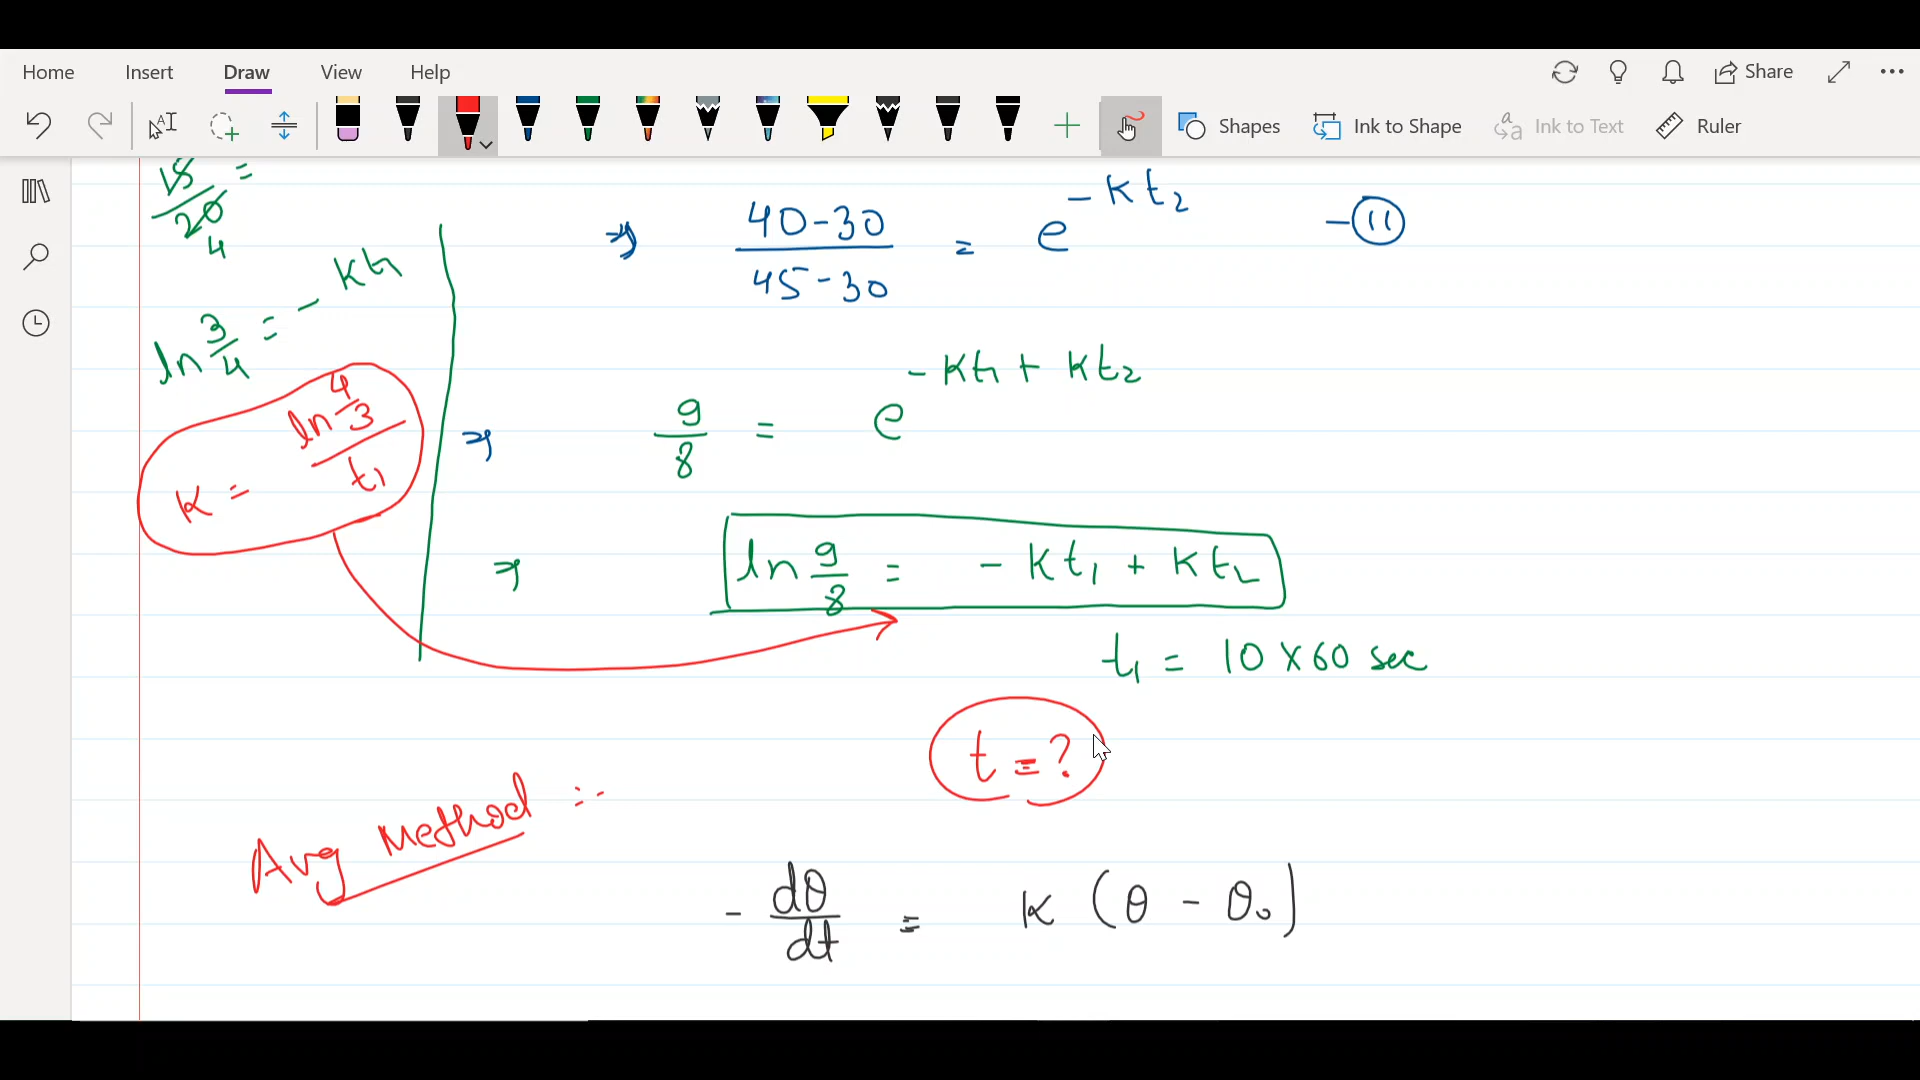 Home Insert Draw View Help Share
Shapes Ink to Shape Ink to Text Ruler
15/20 =
4
ln 3/4 = - kt1
K = ln 4/3 / t1
⇒ 40-30 / 45-30 = e^-kt2 -(11)
⇒ 9/8 = e^-kt1 + kt2
⇒ ln 9/8 = - kt1 + kt2
t1 = 10 x 60 sec
t = ?
Avg Method :-
- dθ/dt = K (θ - θo)